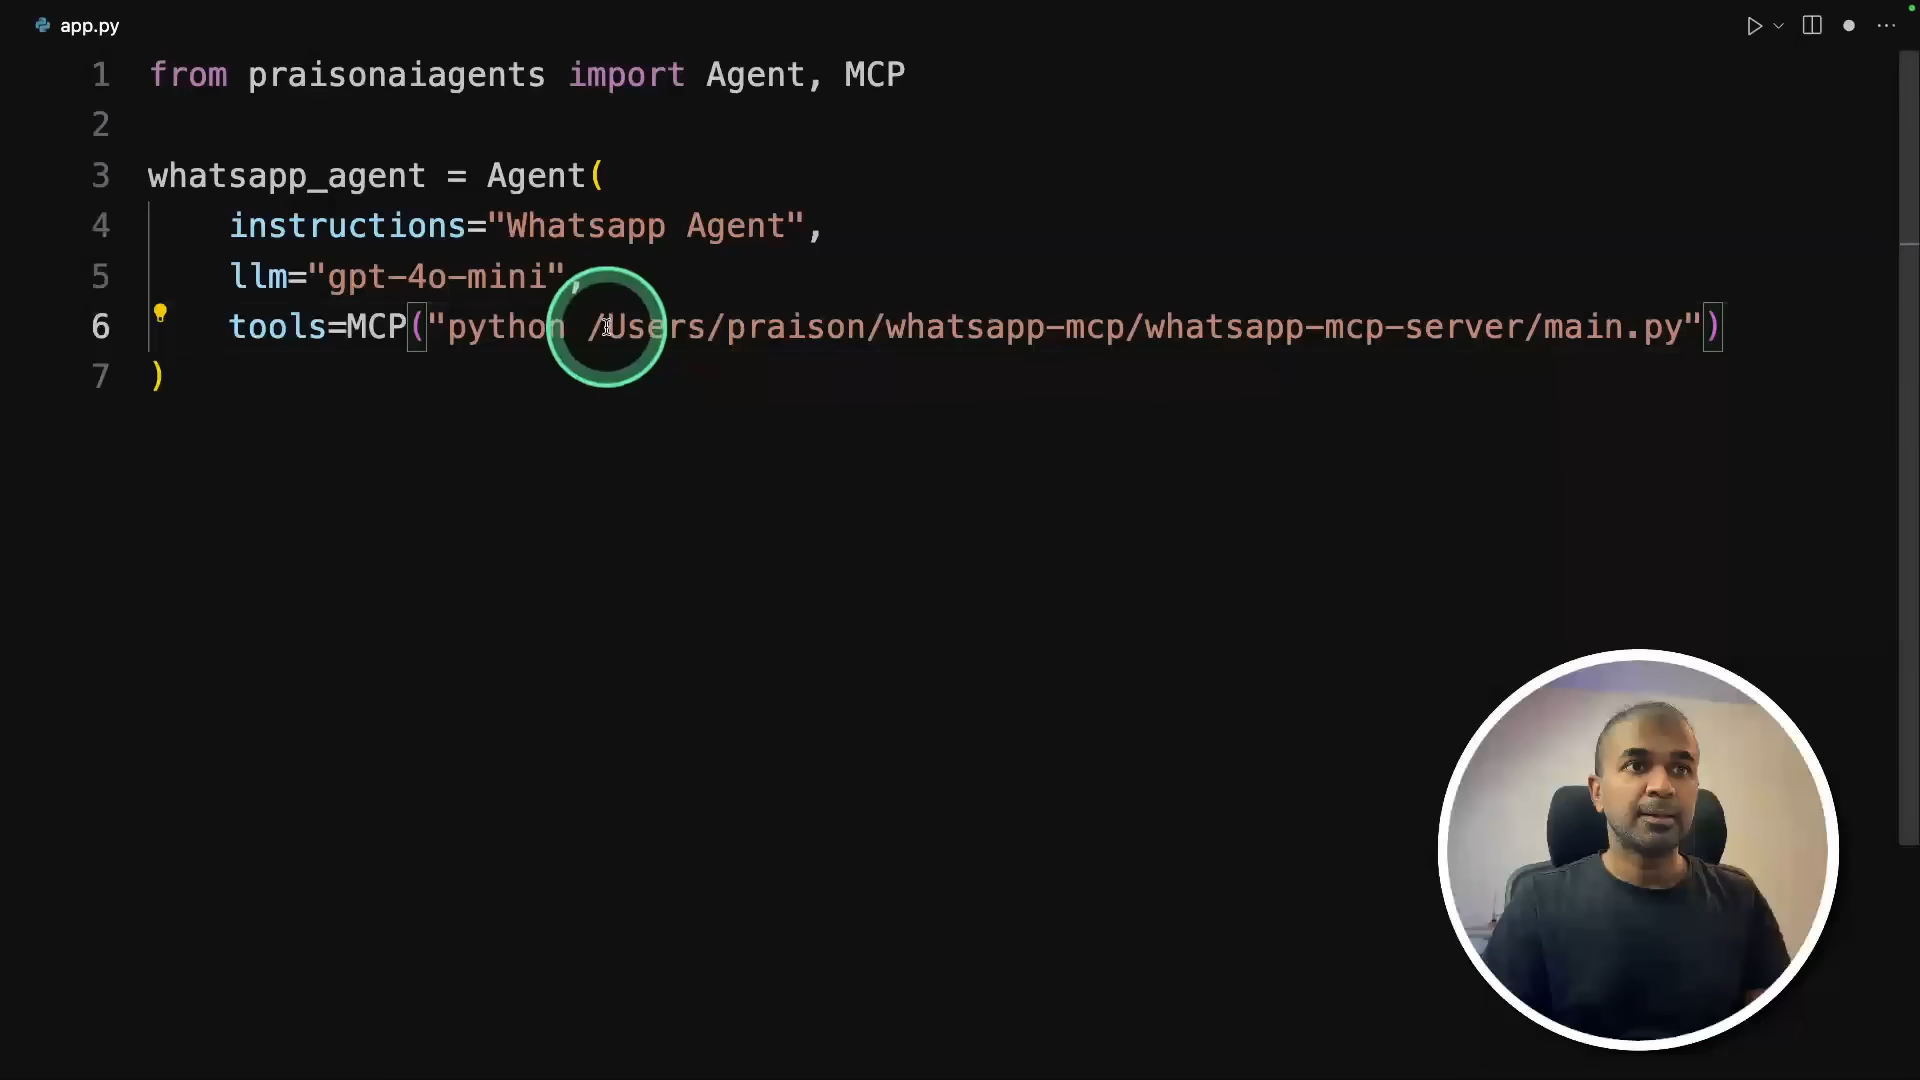 app.py
1 from praisonaiagents import Agent, MCP
2
3 whatsapp_agent = Agent(
4 instructions="Whatsapp Agent",
5 llm="gpt-4o-mini",
6 tools=MCP("python /Users/praison/whatsapp-mcp/whatsapp-mcp-server/main.py")
7 )